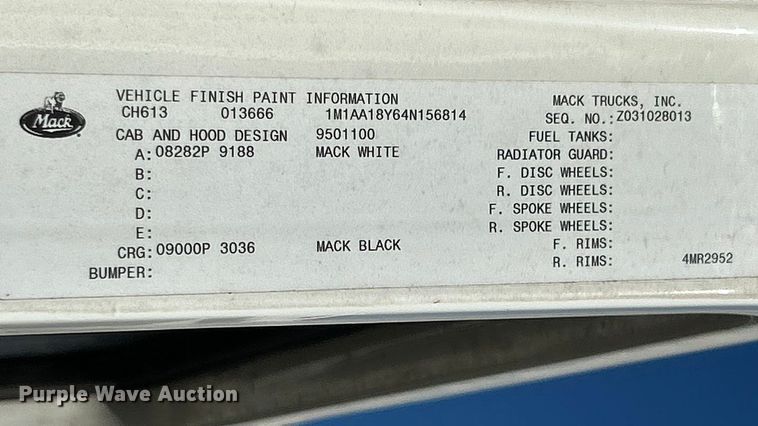 Mack
VEHICLE FINISH PAINT INFORMATION MACK TRUCKS, INC.
CH613 013666 1M1AA18Y64N156814 SEQ. NO.: Z031028013
CAB AND HOOD DESIGN 9501100 FUEL TANKS:
A: 08282P 9188 MACK WHITE RADIATOR GUARD:
B: F. DISC WHEELS:
C: R. DISC WHEELS:
D: F. SPOKE WHEELS:
E: R. SPOKE WHEELS:
CRG: 09000P 3036 MACK BLACK F. RIMS:
BUMPER: R. RIMS: 4MR2952
Purple Wave Auction